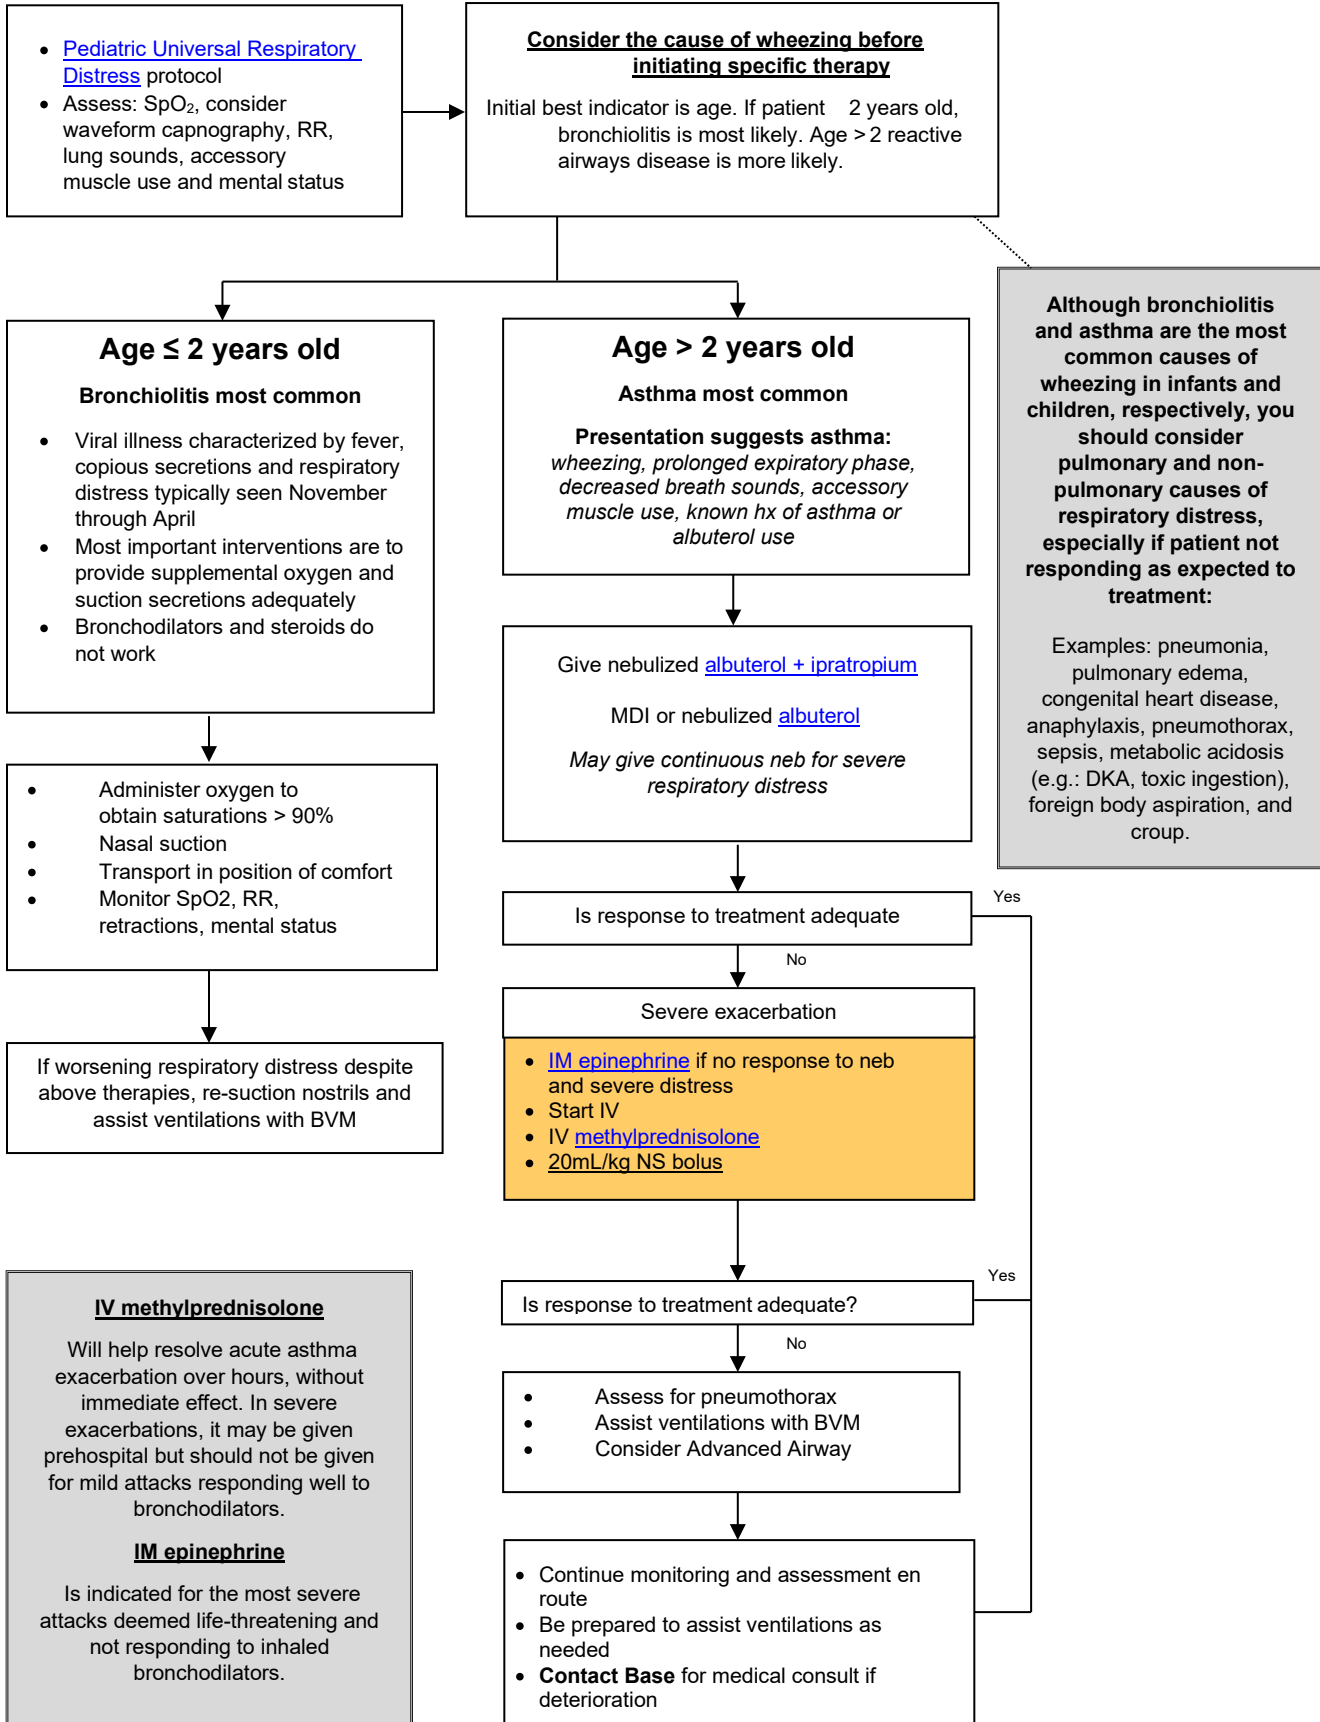 • Pediatric Universal Respiratory
Distress protocol
• Assess: SpO₂, consider
waveform capnography, RR,
lung sounds, accessory
muscle use and mental status
Consider the cause of wheezing before
initiating specific therapy
Initial best indicator is age. If patient 2 years old,
bronchiolitis is most likely. Age > 2 reactive
airways disease is more likely.
Age ≤ 2 years old
Bronchiolitis most common
• Viral illness characterized by fever,
copious secretions and respiratory
distress typically seen November
through April
• Most important interventions are to
provide supplemental oxygen and
suction secretions adequately
• Bronchodilators and steroids do
not work
• Administer oxygen to
obtain saturations > 90%
• Nasal suction
• Transport in position of comfort
• Monitor SpO2, RR,
retractions, mental status
If worsening respiratory distress despite
above therapies, re-suction nostrils and
assist ventilations with BVM
Age > 2 years old
Asthma most common
Presentation suggests asthma:
wheezing, prolonged expiratory phase,
decreased breath sounds, accessory
muscle use, known hx of asthma or
albuterol use
Give nebulized albuterol + ipratropium
MDI or nebulized albuterol
May give continuous neb for severe
respiratory distress
Is response to treatment adequate
Yes
No
Severe exacerbation
• IM epinephrine if no response to neb
and severe distress
• Start IV
• IV methylprednisolone
• 20mL/kg NS bolus
Is response to treatment adequate?
Yes
No
• Assess for pneumothorax
• Assist ventilations with BVM
• Consider Advanced Airway
• Continue monitoring and assessment en
route
• Be prepared to assist ventilations as
needed
• Contact Base for medical consult if
deterioration
Although bronchiolitis
and asthma are the most
common causes of
wheezing in infants and
children, respectively, you
should consider
pulmonary and non-
pulmonary causes of
respiratory distress,
especially if patient not
responding as expected to
treatment:
Examples: pneumonia,
pulmonary edema,
congenital heart disease,
anaphylaxis, pneumothorax,
sepsis, metabolic acidosis
(e.g.: DKA, toxic ingestion),
foreign body aspiration, and
croup.
IV methylprednisolone
Will help resolve acute asthma
exacerbation over hours, without
immediate effect. In severe
exacerbations, it may be given
prehospital but should not be given
for mild attacks responding well to
bronchodilators.
IM epinephrine
Is indicated for the most severe
attacks deemed life-threatening and
not responding to inhaled
bronchodilators.